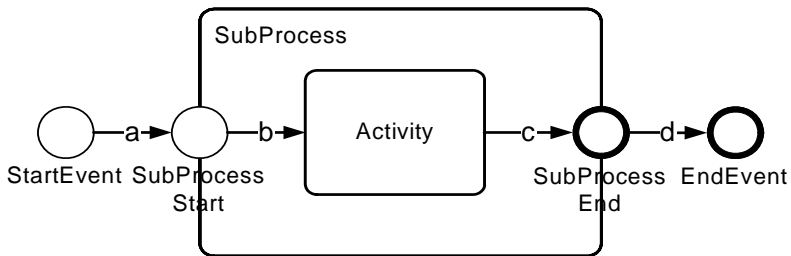 SubProcess
a
b
Activity
c
d
StartEvent
SubProcess
Start
SubProcess
End
EndEvent